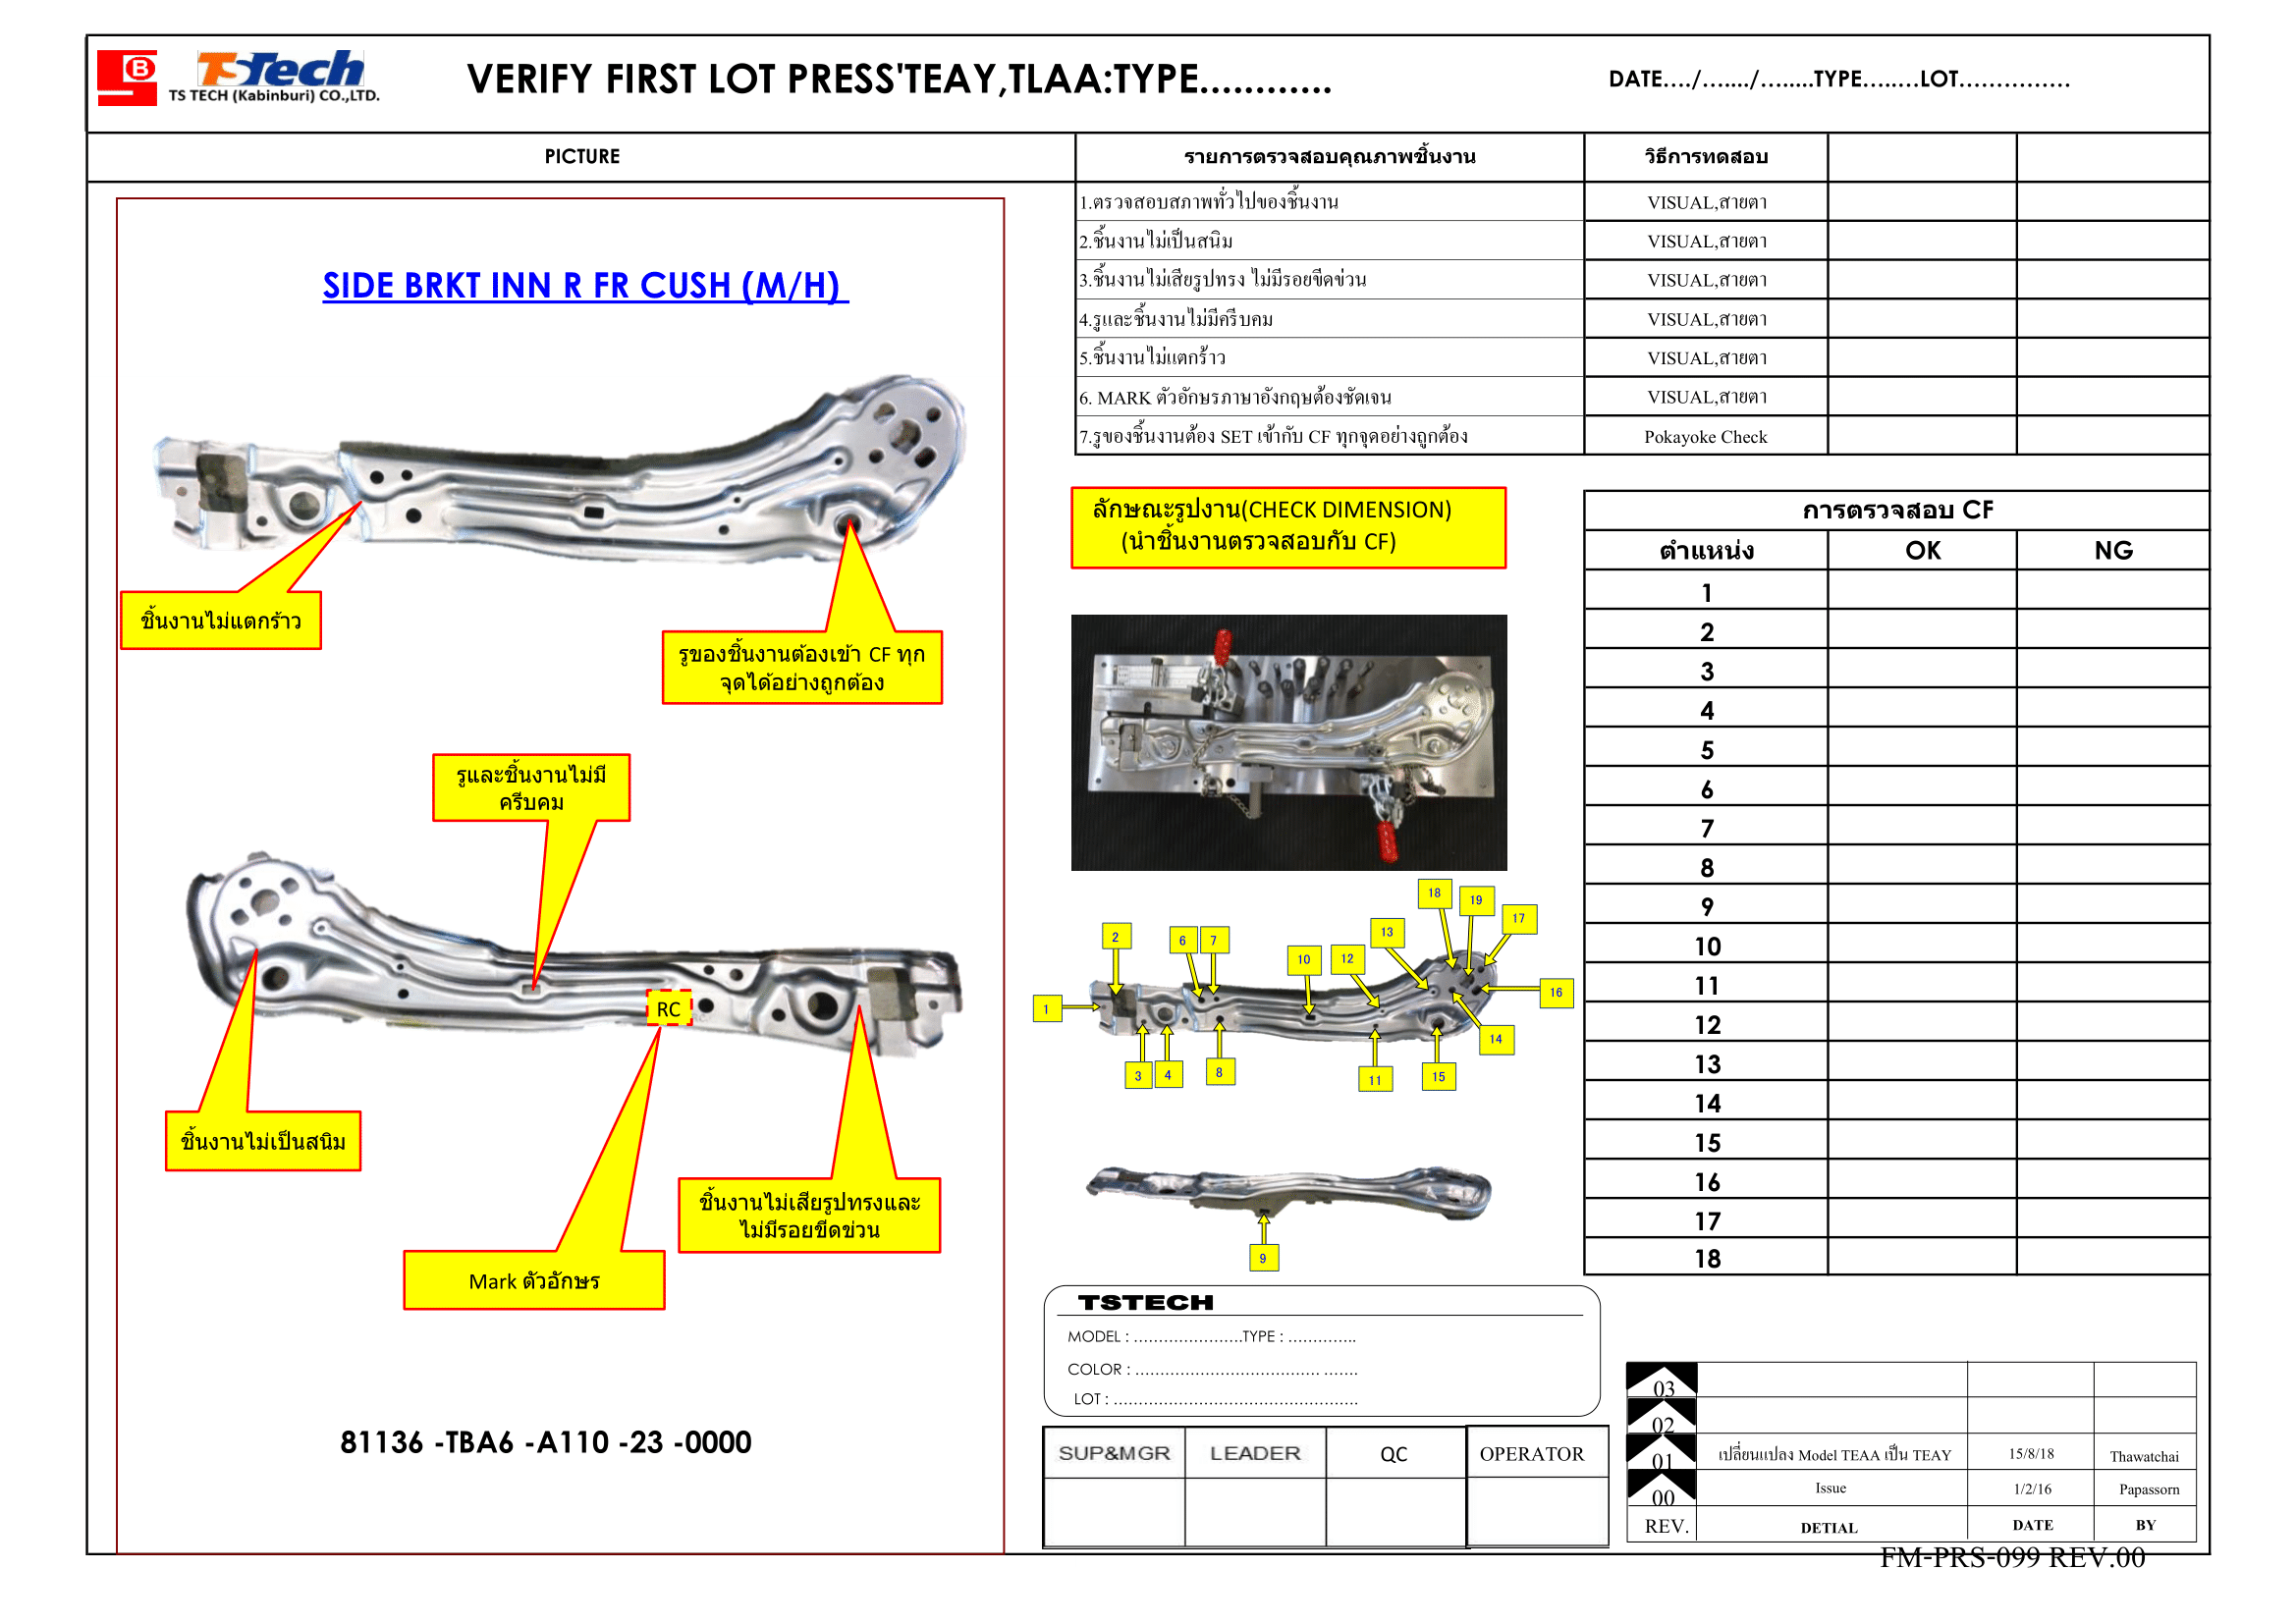 B
TSTech
TS TECH (Kabinburi) CO.,LTD.
VERIFY FIRST LOT PRESS'TEAY,TLAA:TYPE............
DATE..../......./........TYPE........LOT...............
PICTURE
รายการตรวจสอบคุณภาพชิ้นงาน
วิธีการทดสอบ
1.ตรวจสอบสภาพทั่วไปของชิ้นงาน
VISUAL,สายตา
2.ชิ้นงานไม่เป็นสนิม
VISUAL,สายตา
3.ชิ้นงานไม่เสียรูปทรง ไม่มีรอยขีดข่วน
VISUAL,สายตา
4.รูและชิ้นงานไม่มีครีบคม
VISUAL,สายตา
5.ชิ้นงานไม่แตกร้าว
VISUAL,สายตา
6. MARK ตัวอักษรภาษาอังกฤษต้องชัดเจน
VISUAL,สายตา
7.รูของชิ้นงานต้อง SET เข้ากับ CF ทุกจุดอย่างถูกต้อง
Pokayoke Check
SIDE BRKT INN R FR CUSH (M/H)
ชิ้นงานไม่แตกร้าว
รูของชิ้นงานต้องเข้า CF ทุก
จุดได้อย่างถูกต้อง
รูและชิ้นงานไม่มี
ครีบคม
RC
ชิ้นงานไม่เป็นสนิม
ชิ้นงานไม่เสียรูปทรงและ
ไม่มีรอยขีดข่วน
Mark ตัวอักษร
81136 -TBA6 -A110 -23 -0000
ลักษณะรูปงาน(CHECK DIMENSION)
(นำชิ้นงานตรวจสอบกับ CF)
18
19
17
2
6
7
13
10
12
1
16
14
3
4
8
11
15
9
การตรวจสอบ CF
ตำแหน่ง
OK
NG
1
2
3
4
5
6
7
8
9
10
11
12
13
14
15
16
17
18
TSTECH
MODEL : ......................TYPE : ..............
COLOR : ..................................... .......
LOT : .................................................
SUP&MGR
LEADER
QC
OPERATOR
03
02
01
เปลี่ยนแปลง Model TEAA เป็น TEAY
15/8/18
Thawatchai
00
Issue
1/2/16
Papassorn
REV.
DETIAL
DATE
BY
FM-PRS-099 REV.00